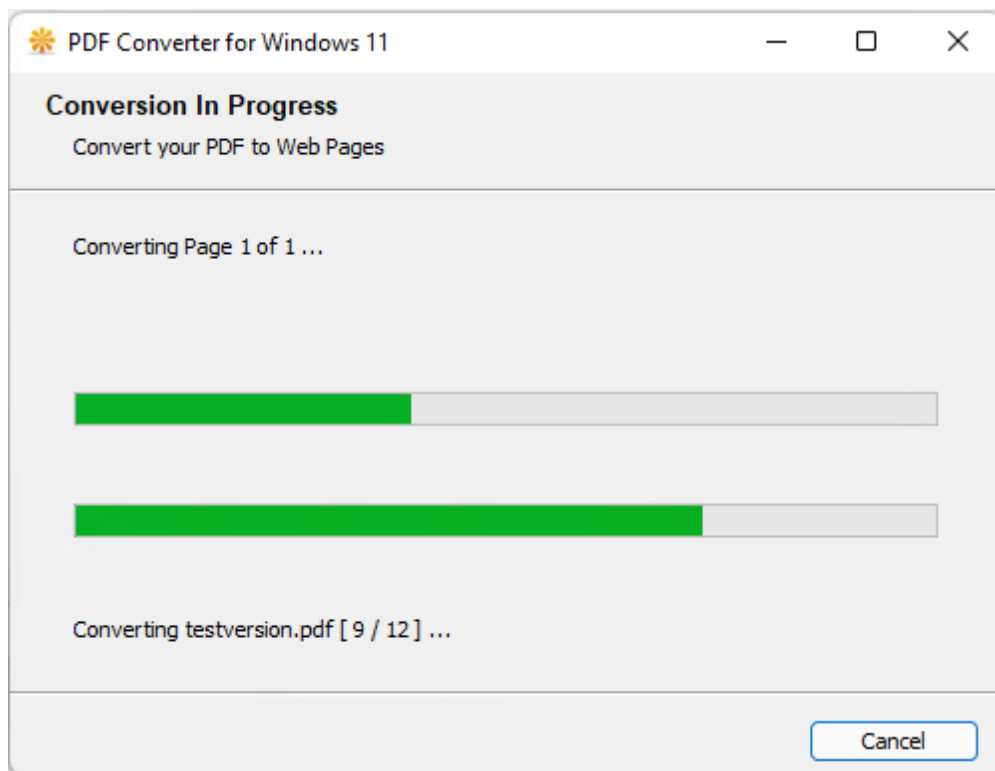 PDF Converter for Windows 11
Conversion In Progress
Convert your PDF to Web Pages
Converting Page 1 of 1 ...
Converting testversion.pdf [ 9 / 12 ] ...
Cancel